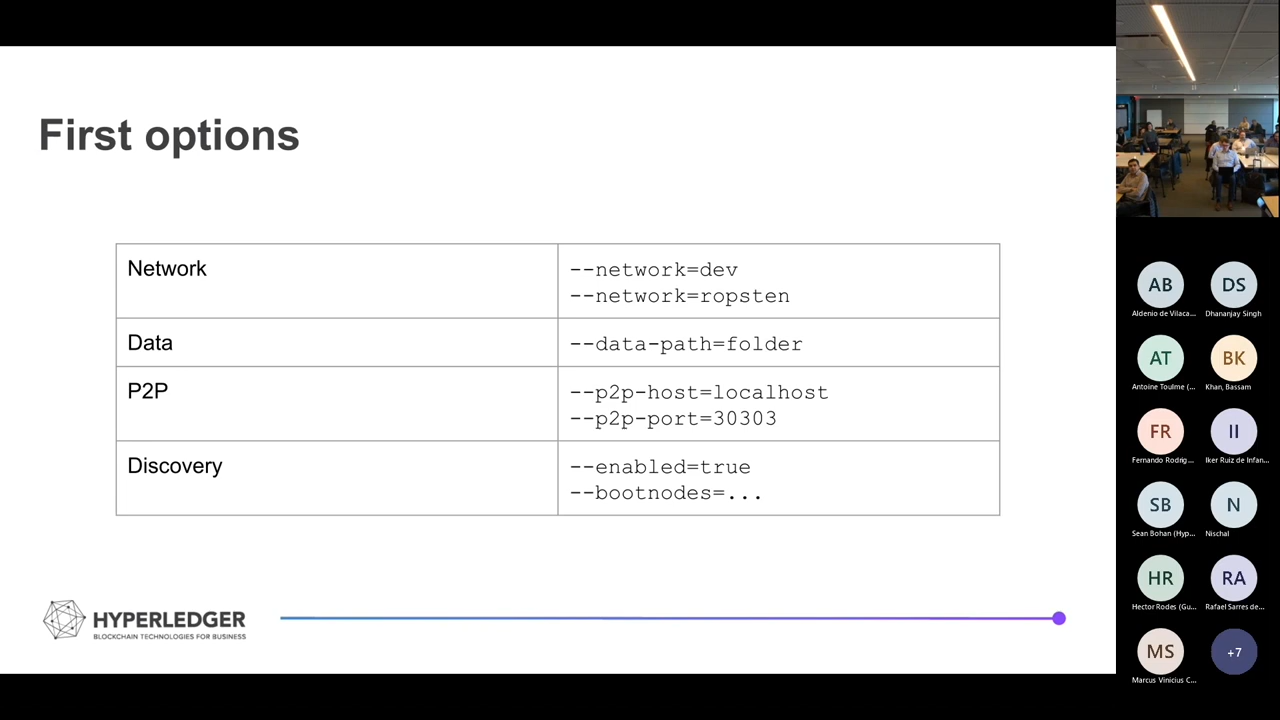 First options
Network
--network=dev
--network=ropsten
Data
--data-path=folder
P2P
--p2p-host=localhost
--p2p-port=30303
Discovery
--enabled=true
--bootnodes=...
HYPERLEDGER
BLOCKCHAIN TECHNOLOGIES FOR BUSINESS
AB
DS
Aldenio de Vilaca...
Dhananjay Singh
AT
BK
Antoine Toulme (...
Khan, Bassam
FR
II
Fernando Rodrig...
Iker Ruiz de Infan...
SB
N
Sean Bohan (Hyp...
Nischal
HR
RA
Hector Rodes (Gu...
Rafael Sarres de...
MS
+7
Marcus Vinicius C...